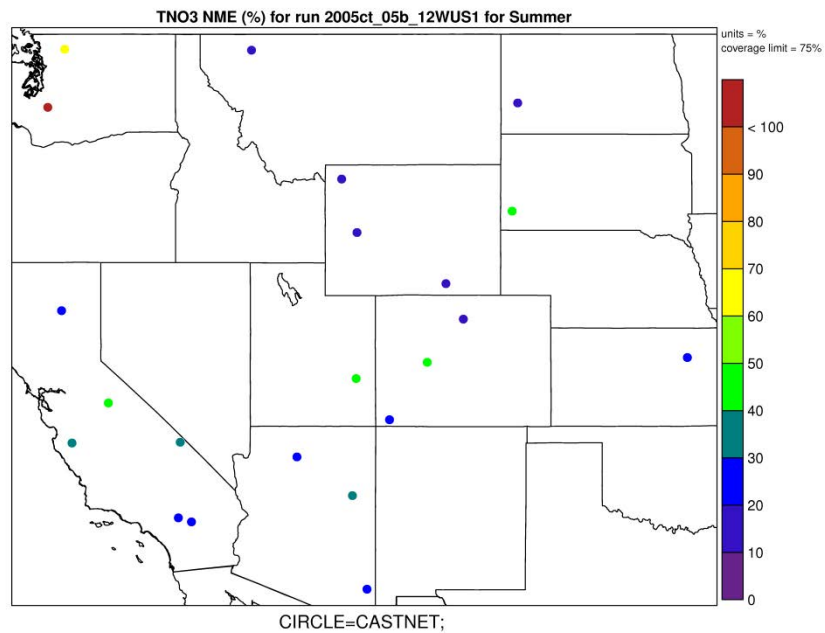 TNO3 NME (%) for run 2005ct_05b_12WUS1 for Summer
units = %
coverage limit = 75%
< 100
90
80
70
60
50
40
30
20
10
0
CIRCLE=CASTNET;